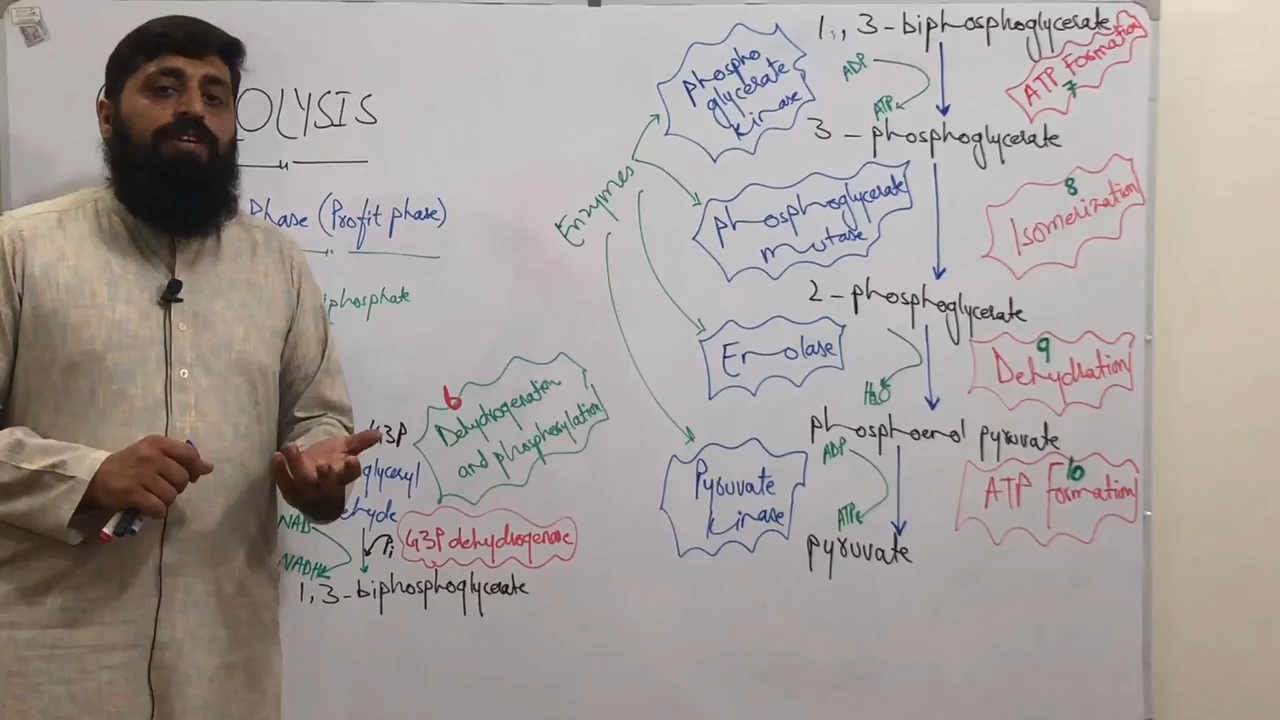 OLYSIS
Phase (Profit phase)
iphosphate
6
Dehydrogenation
and phosphorylation
G3P
glyceryl
ehyde
NAD
NADH
Pi
G3P dehydrogenase
1,3-biphosphoglycerate
Enzymes
Phospho
glycerate
kinase
Phosphoglycerate
mutase
Enolase
Pyruvate
kinase
1,3-biphosphoglycerate
ADP
ATP
ATP Formation
7
3-phosphoglycerate
8
Isomerization
2-phosphoglycerate
H2O
9
Dehydration
phosphoenol pyruvate
ADP
ATP
10
ATP Formation
pyruvate